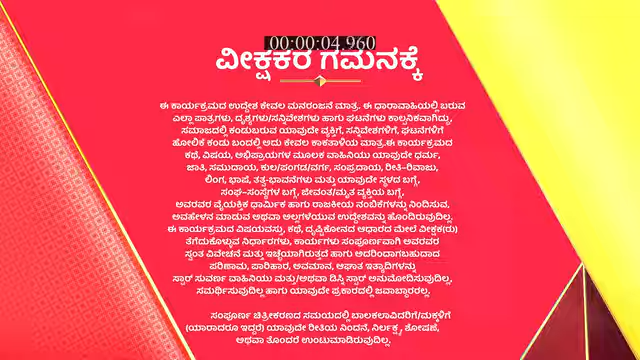 00:00:04.960
ವೀಕ್ಷಕರ ಗಮನಕ್ಕೆ
ಈ ಕಾರ್ಯಕ್ರಮದ ಉದ್ದೇಶ ಕೇವಲ ಮನರಂಜನೆ ಮಾತ್ರ. ಈ ಧಾರಾವಾಹಿಯಲ್ಲಿ ಬರುವ
ಎಲ್ಲಾ ಪಾತ್ರಗಳು, ದೃಶ್ಯಗಳು/ಸನ್ನಿವೇಶಗಳು ಹಾಗು ಘಟನೆಗಳು ಕಾಲ್ಪನಿಕವಾಗಿದ್ದು,
ಸಮಾಜದಲ್ಲಿ ಕಂಡುಬರುವ ಯಾವುದೇ ವ್ಯಕ್ತಿಗೆ, ಸನ್ನಿವೇಶಗಳಿಗೆ, ಘಟನೆಗಳಿಗೆ
ಹೋಲಿಕೆ ಕಂಡು ಬಂದಲ್ಲಿ ಅದು ಕೇವಲ ಕಾಕತಾಳಿಯ ಮಾತ್ರ.ಈ ಕಾರ್ಯಕ್ರಮದ
ಕಥೆ, ವಿಷಯ, ಅಭಿಪ್ರಾಯಗಳ ಮೂಲಕ ವಾಹಿನಿಯು ಯಾವುದೇ ಧರ್ಮ,
ಜಾತಿ, ಸಮುದಾಯ, ಕುಲ/ಪಂಗಡ/ವರ್ಗ, ಸಂಪ್ರದಾಯ, ರೀತಿ-ರಿವಾಜು,
ಲಿಂಗ, ಭಾಷೆ, ತತ್ವ-ಭಾವನೆಗಳು ಮತ್ತು ಯಾವುದೇ ಸ್ಥಳದ ಬಗ್ಗೆ,
ಸಂಘ-ಸಂಸ್ಥೆಗಳ ಬಗ್ಗೆ, ಜೀವಂತ/ಮೃತ ವ್ಯಕ್ತಿಯ ಬಗ್ಗೆ,
ಅವರವರ ವೈಯಕ್ತಿಕ ಧಾರ್ಮಿಕ ಹಾಗು ರಾಜಕೀಯ ನಂಬಿಕೆಗಳನ್ನು ನಿಂದಿಸುವ,
ಅವಹೇಳನ ಮಾಡುವ ಅಥವಾ ಅಲ್ಲಗಳೆಯುವ ಉದ್ದೇಶವನ್ನು ಹೊಂದಿರುವುದಿಲ್ಲ.
ಈ ಕಾರ್ಯಕ್ರಮದ ವಿಷಯವಸ್ತು, ಕಥೆ, ದೃಷ್ಟಿಕೋನದ ಆಧಾರದ ಮೇಲೆ ವೀಕ್ಷಕ(ರು)
ತೆಗೆದುಕೊಳ್ಳುವ ನಿರ್ಧಾರಗಳು, ಕಾರ್ಯಗಳು ಸಂಪೂರ್ಣವಾಗಿ ಅವರವರ
ಸ್ವಂತ ವಿವೇಚನೆ ಮತ್ತು ಇಚ್ಛೆಯಾಗಿರುತ್ತದೆ ಹಾಗು ಅದರಿಂದಾಗಬಹುದಾದ
ಪರಿಣಾಮ, ಪಾರಿಹಾರ, ಅವಮಾನ, ಆಘಾತ ಇತ್ಯಾದಿಗಳನ್ನು
ಸ್ಟಾರ್ ಸುವರ್ಣ ವಾಹಿನಿಯು ಮತ್ತು/ಅಥವಾ ಡಿಸ್ನಿ ಸ್ಟಾರ್ ಅನುಮೋದಿಸುವುದಿಲ್ಲ,
ಸಮರ್ಥಿಸುವುದಿಲ್ಲ ಹಾಗು ಯಾವುದೇ ಪ್ರಕಾರದಲ್ಲಿ ಜವಾಬ್ದಾರರಲ್ಲ.
ಸಂಪೂರ್ಣ ಚಿತ್ರೀಕರಣದ ಸಮಯದಲ್ಲಿ ಬಾಲಕಲಾವಿದರಿಗೆ/ಮಕ್ಕಳಿಗೆ
(ಯಾರಾದರೂ ಇದ್ದರೆ) ಯಾವುದೇ ರೀತಿಯ ನಿಂದನೆ, ನಿರ್ಲಕ್ಷ್ಯ, ಶೋಷಣೆ,
ಅಥವಾ ತೊಂದರೆ ಉಂಟುಮಾಡಿರುವುದಿಲ್ಲ.